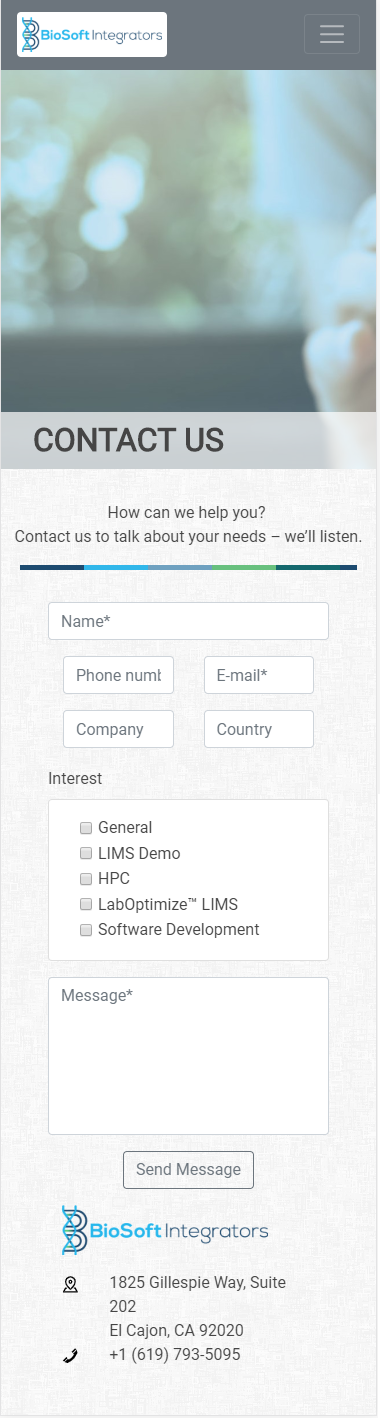 BioSoft Integrators
CONTACT US
How can we help you?
Contact us to talk about your needs – we’ll listen.
Name*
Phone numb
E-mail*
Company
Country
Interest
General
LIMS Demo
HPC
LabOptimize™ LIMS
Software Development
Message*
Send Message
BioSoft Integrators
1825 Gillespie Way, Suite
202
El Cajon, CA 92020
+1 (619) 793-5095